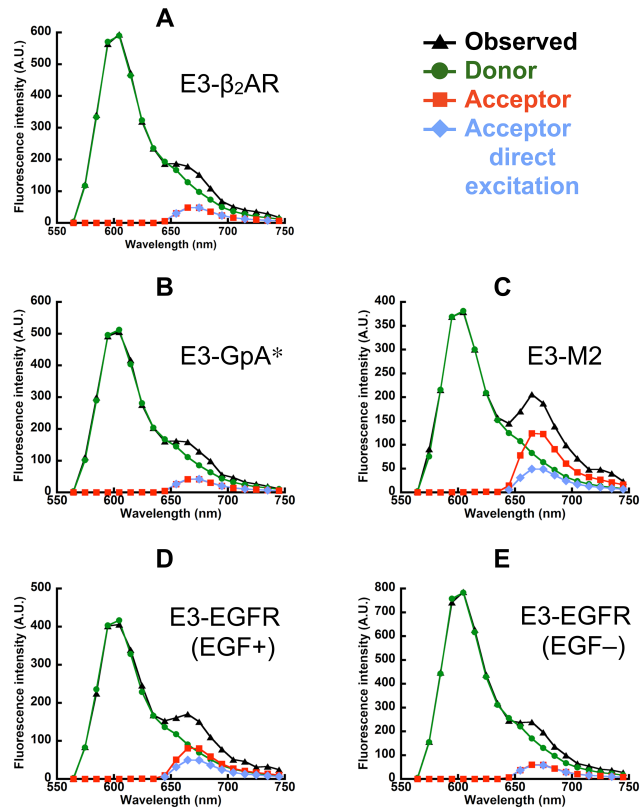 A
Fluorescence intensity (A.U.)
600
500
400
300
200
100
0
E3-β₂AR
550
600
650
700
750
Wavelength (nm)
Observed
Donor
Acceptor
Acceptor
direct
excitation
B
Fluorescence intensity (A.U.)
600
500
400
300
200
100
0
E3-GpA*
550
600
650
700
750
Wavelength (nm)
C
Fluorescence intensity (A.U.)
400
350
300
250
200
150
100
50
0
E3-M2
550
600
650
700
750
Wavelength (nm)
D
Fluorescence intensity (A.U.)
500
400
300
200
100
0
E3-EGFR
(EGF+)
550
600
650
700
750
Wavelength (nm)
E
Fluorescence intensity (A.U.)
800
700
600
500
400
300
200
100
0
E3-EGFR
(EGF−)
550
600
650
700
750
Wavelength (nm)